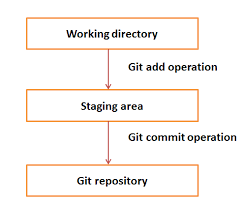 Working directory
Git add operation
Staging area
Git commit operation
Git repository